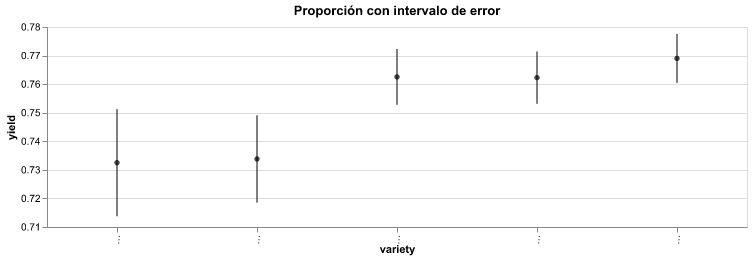 Proporción con intervalo de error
0.78
0.77
0.76
0.75
0.74
0.73
0.72
0.71
yield
… … … … …
variety